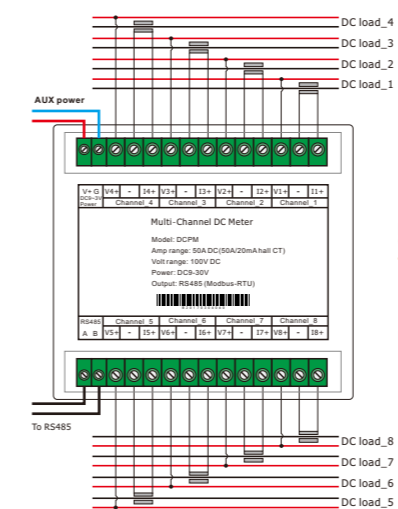 DC load_4
DC load_3
DC load_2
DC load_1
AUX power
V+ G V4+ - I4+ V3+ - I3+ V2+ - I2+ V1+ - I1+
DC9~3V
Power Channel_4 Channel_3 Channel_2 Channel_1
Multi-Channel DC Meter
Model: DCPM
Amp range: 50A DC(50A/20mA hall CT)
Volt range: 100V DC
Power: DC9-30V
Output: RS485 (Modbus-RTU)
RS485 Channel_5 Channel_6 Channel_7 Channel_8
A B V5+ - I5+ V6+ - I6+ V7+ - I7+ V8+ - I8+
To RS485
DC load_8
DC load_7
DC load_6
DC load_5